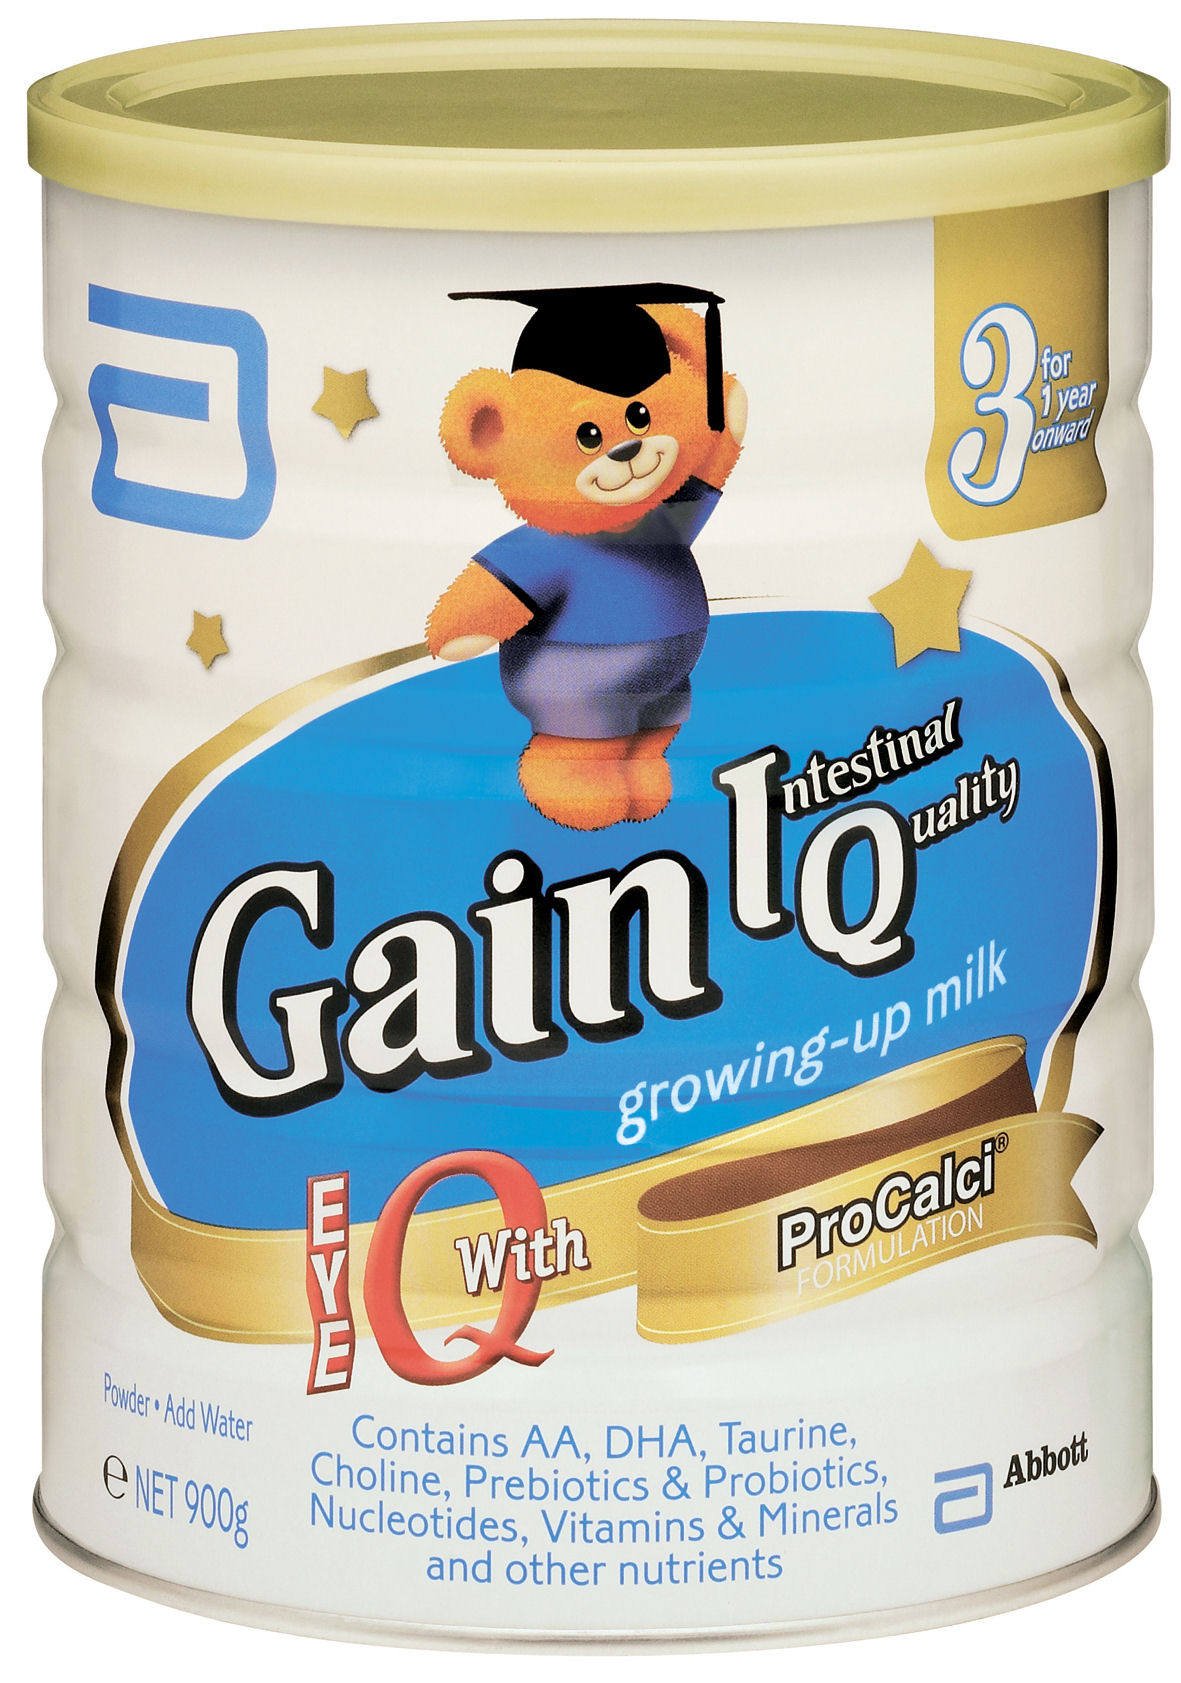 3 for
1 year
onward
Intestinal
Quality
Gain
growing-up milk
EYE Q With
ProCalci®
FORMULATION
Powder • Add Water
e NET 900g
Contains AA, DHA, Taurine,
Choline, Prebiotics & Probiotics,
Nucleotides, Vitamins & Minerals
and other nutrients
a Abbott